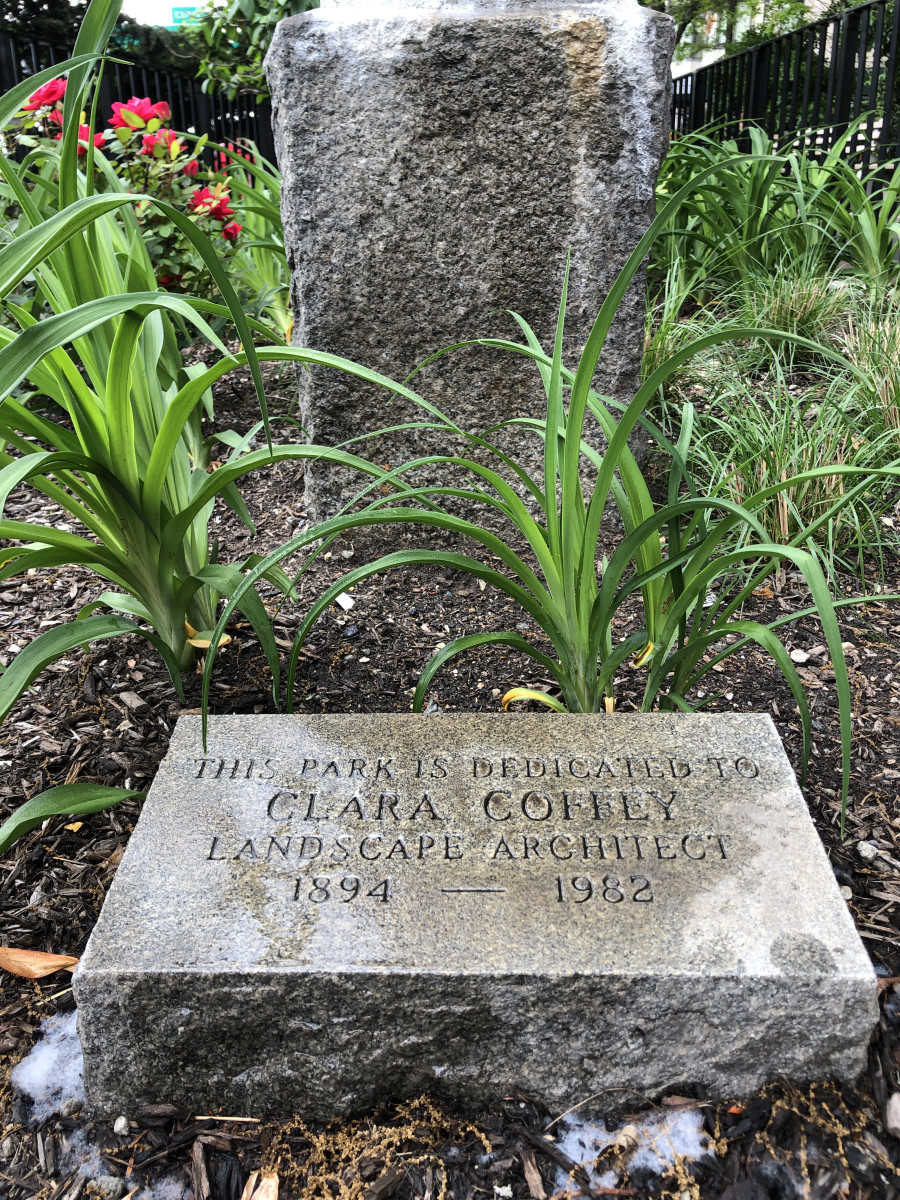 THIS PARK IS DEDICATED TO
CLARA COFFEY
LANDSCAPE ARCHITECT
1894 — 1982